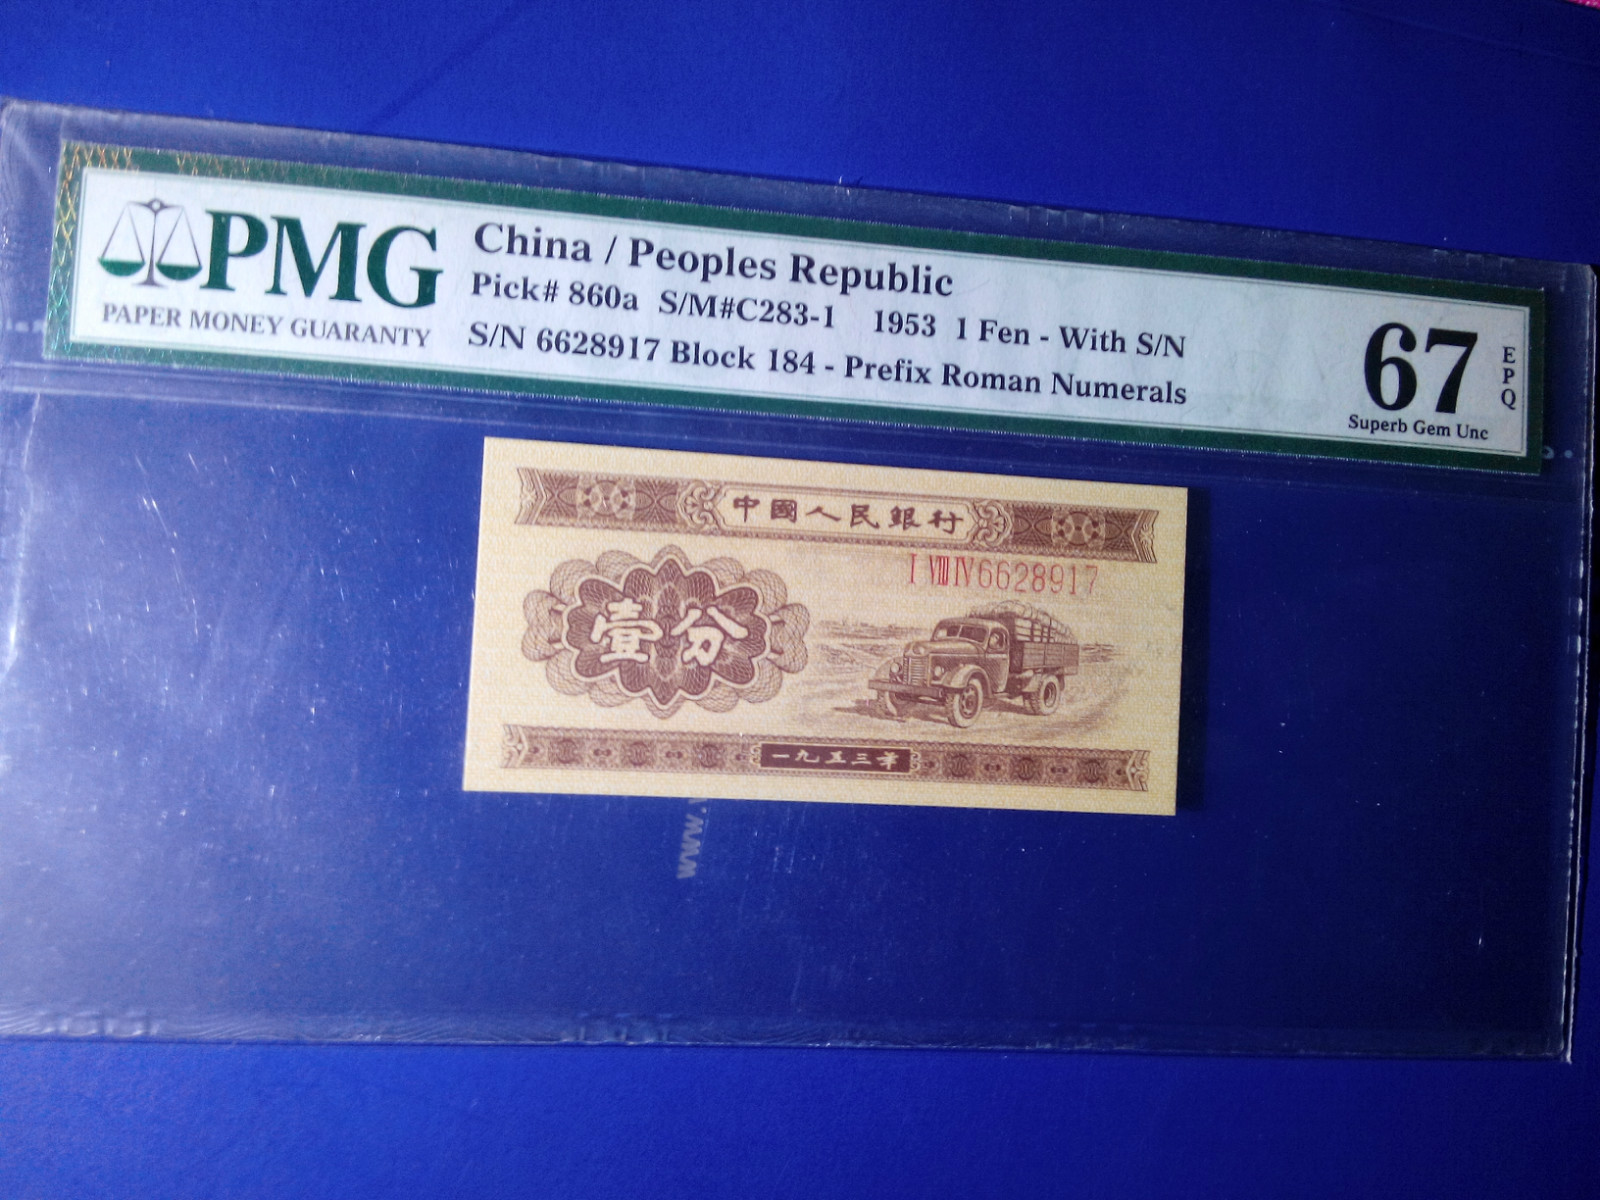 PMG
PAPER MONEY GUARANTY
China / Peoples Republic
Pick# 860a S/M#C283-1 1953 1 Fen - With S/N
S/N 6628917 Block 184 - Prefix Roman Numerals
67
EPQ
Superb Gem Unc
中國人民銀行
I VIII IV 6628917
壹分
一九五三年
www.